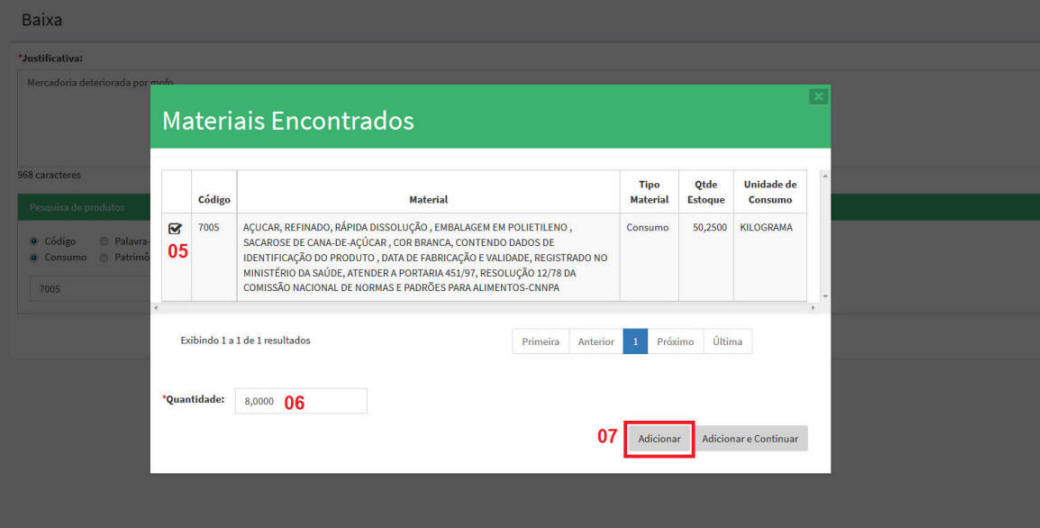 Baixa
*Justificativa:
Mercadoria deteriorada por mofo
968 caracteres
Pesquisa de produtos
Código Palavra-
Consumo Patrimô
7005
Materiais Encontrados
Código Material Tipo Material Qtde Estoque Unidade de Consumo
7005 AÇUCAR, REFINADO, RÁPIDA DISSOLUÇÃO , EMBALAGEM EM POLIETILENO , Consumo 50,2500 KILOGRAMA
SACAROSE DE CANA-DE-AÇÚCAR , COR BRANCA, CONTENDO DADOS DE
IDENTIFICAÇÃO DO PRODUTO , DATA DE FABRICAÇÃO E VALIDADE, REGISTRADO NO
MINISTÉRIO DA SAÚDE, ATENDER A PORTARIA 451/97, RESOLUÇÃO 12/78 DA
COMISSÃO NACIONAL DE NORMAS E PADRÕES PARA ALIMENTOS-CNNPA
05
Exibindo 1 a 1 de 1 resultados
Primeira Anterior 1 Próximo Última
*Quantidade: 8,0000 06
07 Adicionar Adicionar e Continuar